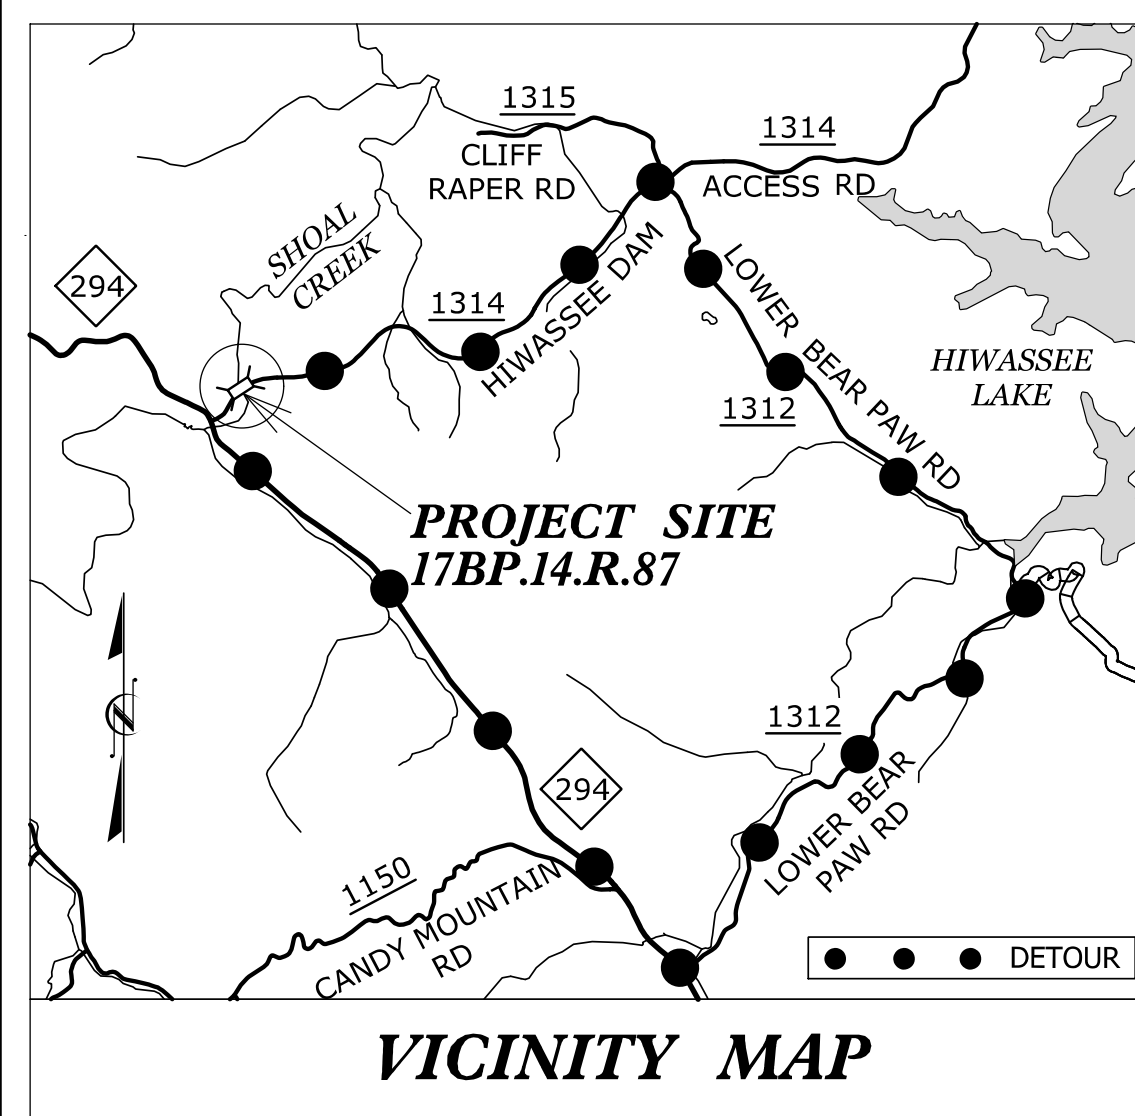 1315
1314
CLIFF
RAPER RD
ACCESS RD
SHOAL
CREEK
294
1314
HIWASSEE DAM
LOWER BEAR PAW RD
HIWASSEE
LAKE
1312
PROJECT SITE
17BP.14.R.87
N
1312
294
LOWER BEAR
PAW RD
1150
CANDY MOUNTAIN
RD
DETOUR
VICINITY MAP